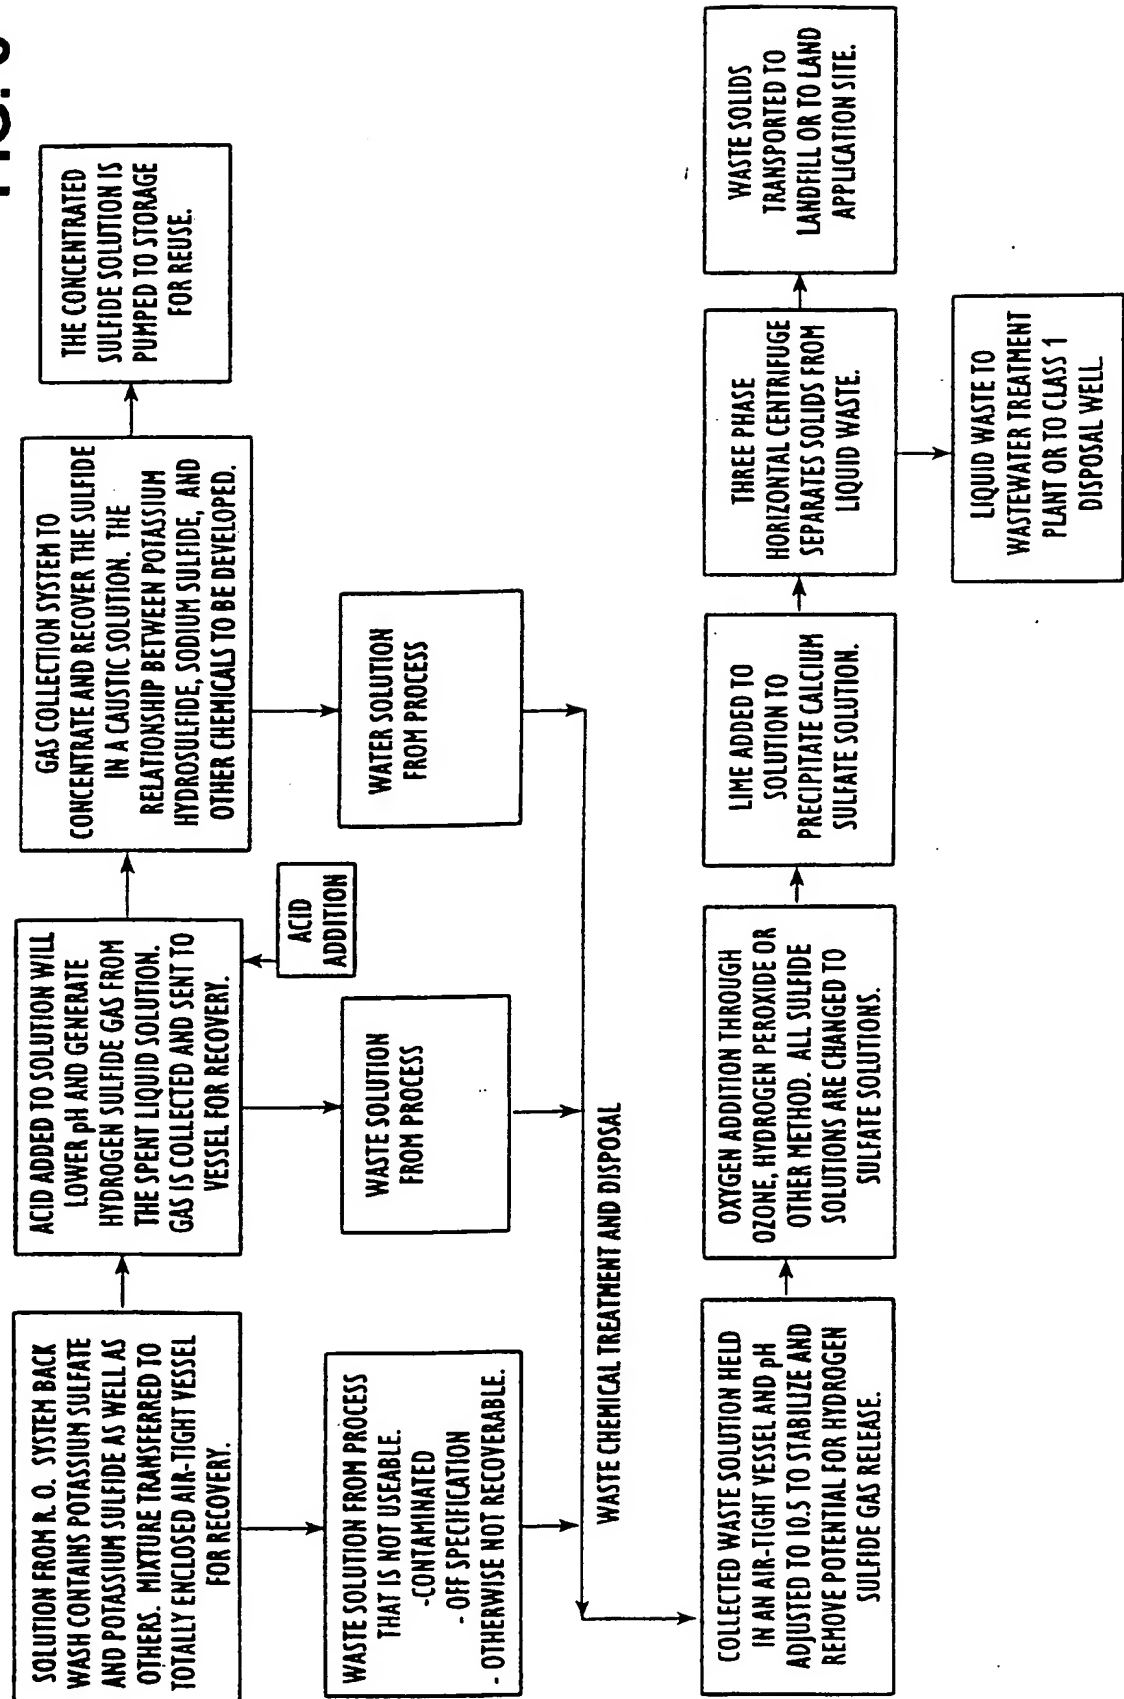 SOLUTION FROM R. O. SYSTEM BACK
WASH CONTAINS POTASSIUM SULFATE
AND POTASSIUM SULFIDE AS WELL AS
OTHERS. MIXTURE TRANSFERRED TO
TOTALLY ENCLOSED AIR-TIGHT VESSEL
FOR RECOVERY.
ACID ADDED TO SOLUTION WILL
LOWER pH AND GENERATE
HYDROGEN SULFIDE GAS FROM
THE SPENT LIQUID SOLUTION.
GAS IS COLLECTED AND SENT TO
VESSEL FOR RECOVERY.
ACID
ADDITION
GAS COLLECTION SYSTEM TO
CONCENTRATE AND RECOVER THE SULFIDE
IN A CAUSTIC SOLUTION. THE
RELATIONSHIP BETWEEN POTASSIUM
HYDROSULFIDE, SODIUM SULFIDE, AND
OTHER CHEMICALS TO BE DEVELOPED.
THE CONCENTRATED
SULFIDE SOLUTION IS
PUMPED TO STORAGE
FOR REUSE.
WASTE SOLUTION FROM PROCESS
THAT IS NOT USEABLE.
-CONTAMINATED
- OFF SPECIFICATION
- OTHERWISE NOT RECOVERABLE.
WASTE SOLUTION
FROM PROCESS
WATER SOLUTION
FROM PROCESS
WASTE CHEMICAL TREATMENT AND DISPOSAL
COLLECTED WASTE SOLUTION HELD
IN AN AIR-TIGHT VESSEL AND pH
ADJUSTED TO 10.5 TO STABILIZE AND
REMOVE POTENTIAL FOR HYDROGEN
SULFIDE GAS RELEASE.
OXYGEN ADDITION THROUGH
OZONE, HYDROGEN PEROXIDE OR
OTHER METHOD. ALL SULFIDE
SOLUTIONS ARE CHANGED TO
SULFATE SOLUTIONS.
LIME ADDED TO
SOLUTION TO
PRECIPITATE CALCIUM
SULFATE SOLUTION.
THREE PHASE
HORIZONTAL CENTRIFUGE
SEPARATES SOLIDS FROM
LIQUID WASTE.
WASTE SOLIDS
TRANSPORTED TO
LANDFILL OR TO LAND
APPLICATION SITE.
LIQUID WASTE TO
WASTEWATER TREATMENT
PLANT OR TO CLASS 1
DISPOSAL WELL.